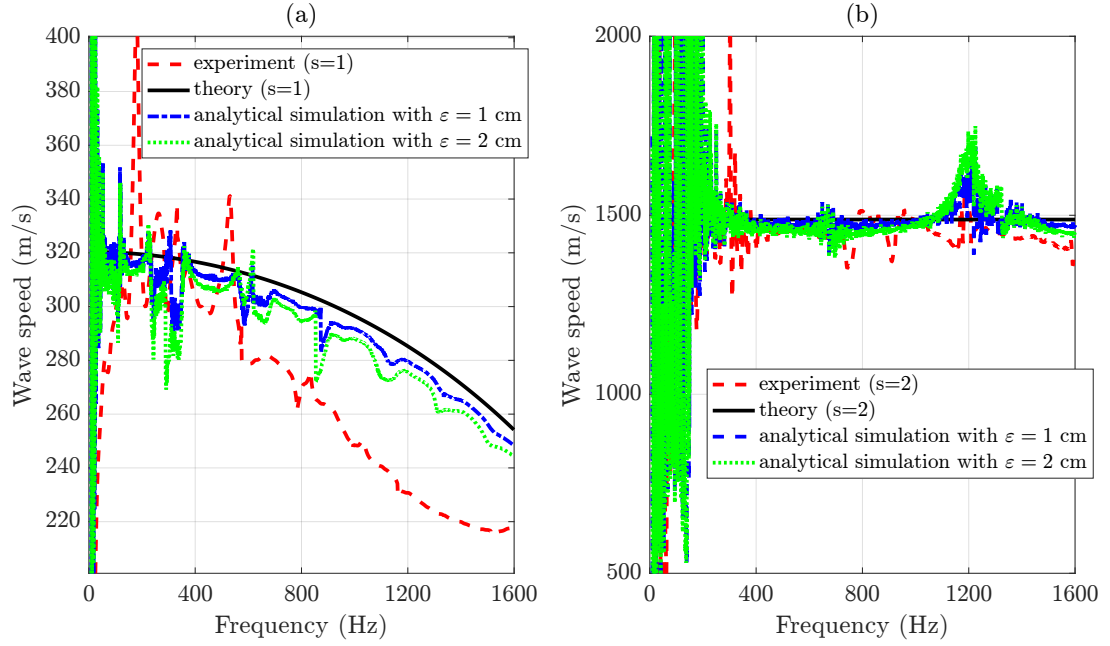 (a)
400
380
360
340
320
300
280
260
240
220
Wave speed (m/s)
experiment (s=1)
theory (s=1)
analytical simulation with ε = 1 cm
analytical simulation with ε = 2 cm
0 400 800 1200 1600
Frequency (Hz)
(b)
2000
1500
1000
500
Wave speed (m/s)
experiment (s=2)
theory (s=2)
analytical simulation with ε = 1 cm
analytical simulation with ε = 2 cm
0 400 800 1200 1600
Frequency (Hz)